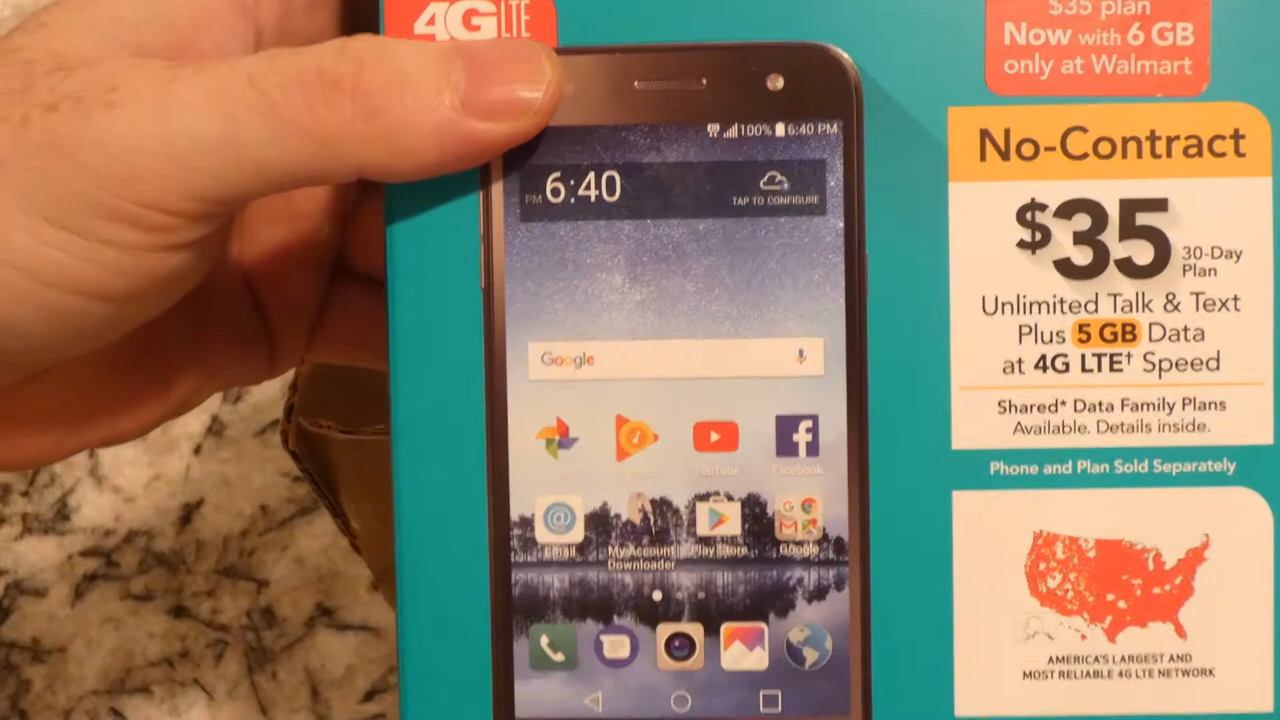 4G LTE
100% 6:40 PM
PM 6:40
TAP TO CONFIGURE
Google
YouTube
Facebook
Email
My Account
Downloader
Play Store
Google
$35 plan
Now with 6 GB
only at Walmart
No-Contract
$35 30-Day
Plan
Unlimited Talk & Text
Plus 5 GB Data
at 4G LTE† Speed
Shared* Data Family Plans
Available. Details inside.
Phone and Plan Sold Separately
AMERICA'S LARGEST AND
MOST RELIABLE 4G LTE NETWORK